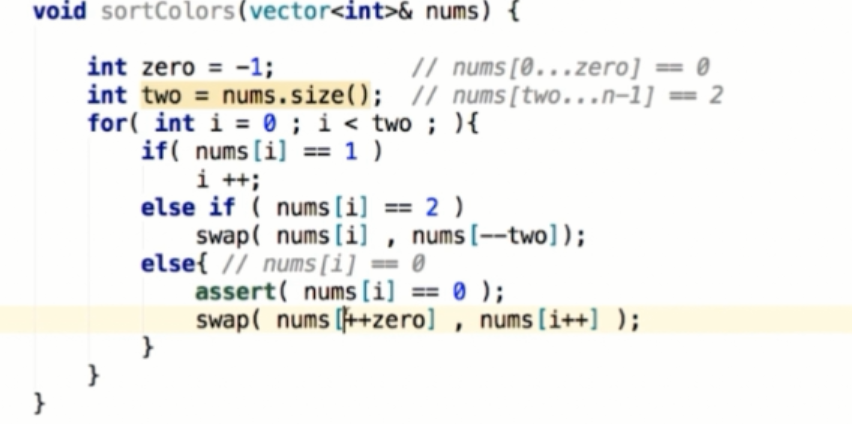 void sortColors(vector<int>& nums) {
int zero = -1; // nums[0...zero] == 0
int two = nums.size(); // nums[two...n-1] == 2
for( int i = 0 ; i < two ; ){
if( nums[i] == 1 )
i ++;
else if ( nums[i] == 2 )
swap( nums[i] , nums[--two]);
else{ // nums[i] == 0
assert( nums[i] == 0 );
swap( nums[++zero] , nums[i++] );
}
}
}